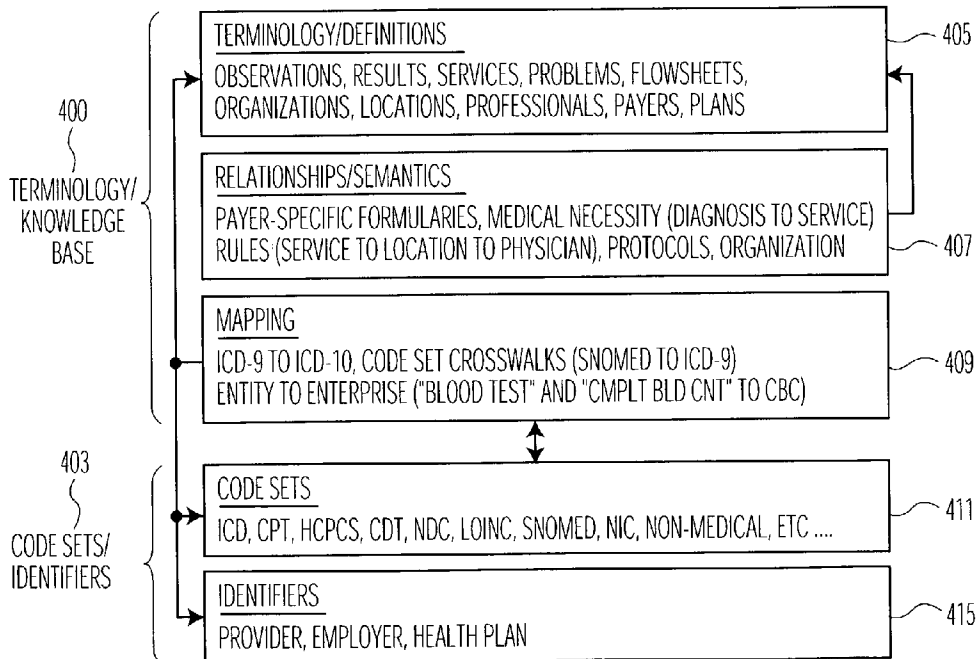 TERMINOLOGY/DEFINITIONS
OBSERVATIONS, RESULTS, SERVICES, PROBLEMS, FLOWSHEETS,
ORGANIZATIONS, LOCATIONS, PROFESSIONALS, PAYERS, PLANS
405
400
TERMINOLOGY/
KNOWLEDGE
BASE
RELATIONSHIPS/SEMANTICS
PAYER-SPECIFIC FORMULARIES, MEDICAL NECESSITY (DIAGNOSIS TO SERVICE)
RULES (SERVICE TO LOCATION TO PHYSICIAN), PROTOCOLS, ORGANIZATION
407
MAPPING
ICD-9 TO ICD-10, CODE SET CROSSWALKS (SNOMED TO ICD-9)
ENTITY TO ENTERPRISE ("BLOOD TEST" AND "CMPLT BLD CNT" TO CBC)
409
403
CODE SETS/
IDENTIFIERS
CODE SETS
ICD, CPT, HCPCS, CDT, NDC, LOINC, SNOMED, NIC, NON-MEDICAL, ETC ....
411
IDENTIFIERS
PROVIDER, EMPLOYER, HEALTH PLAN
415